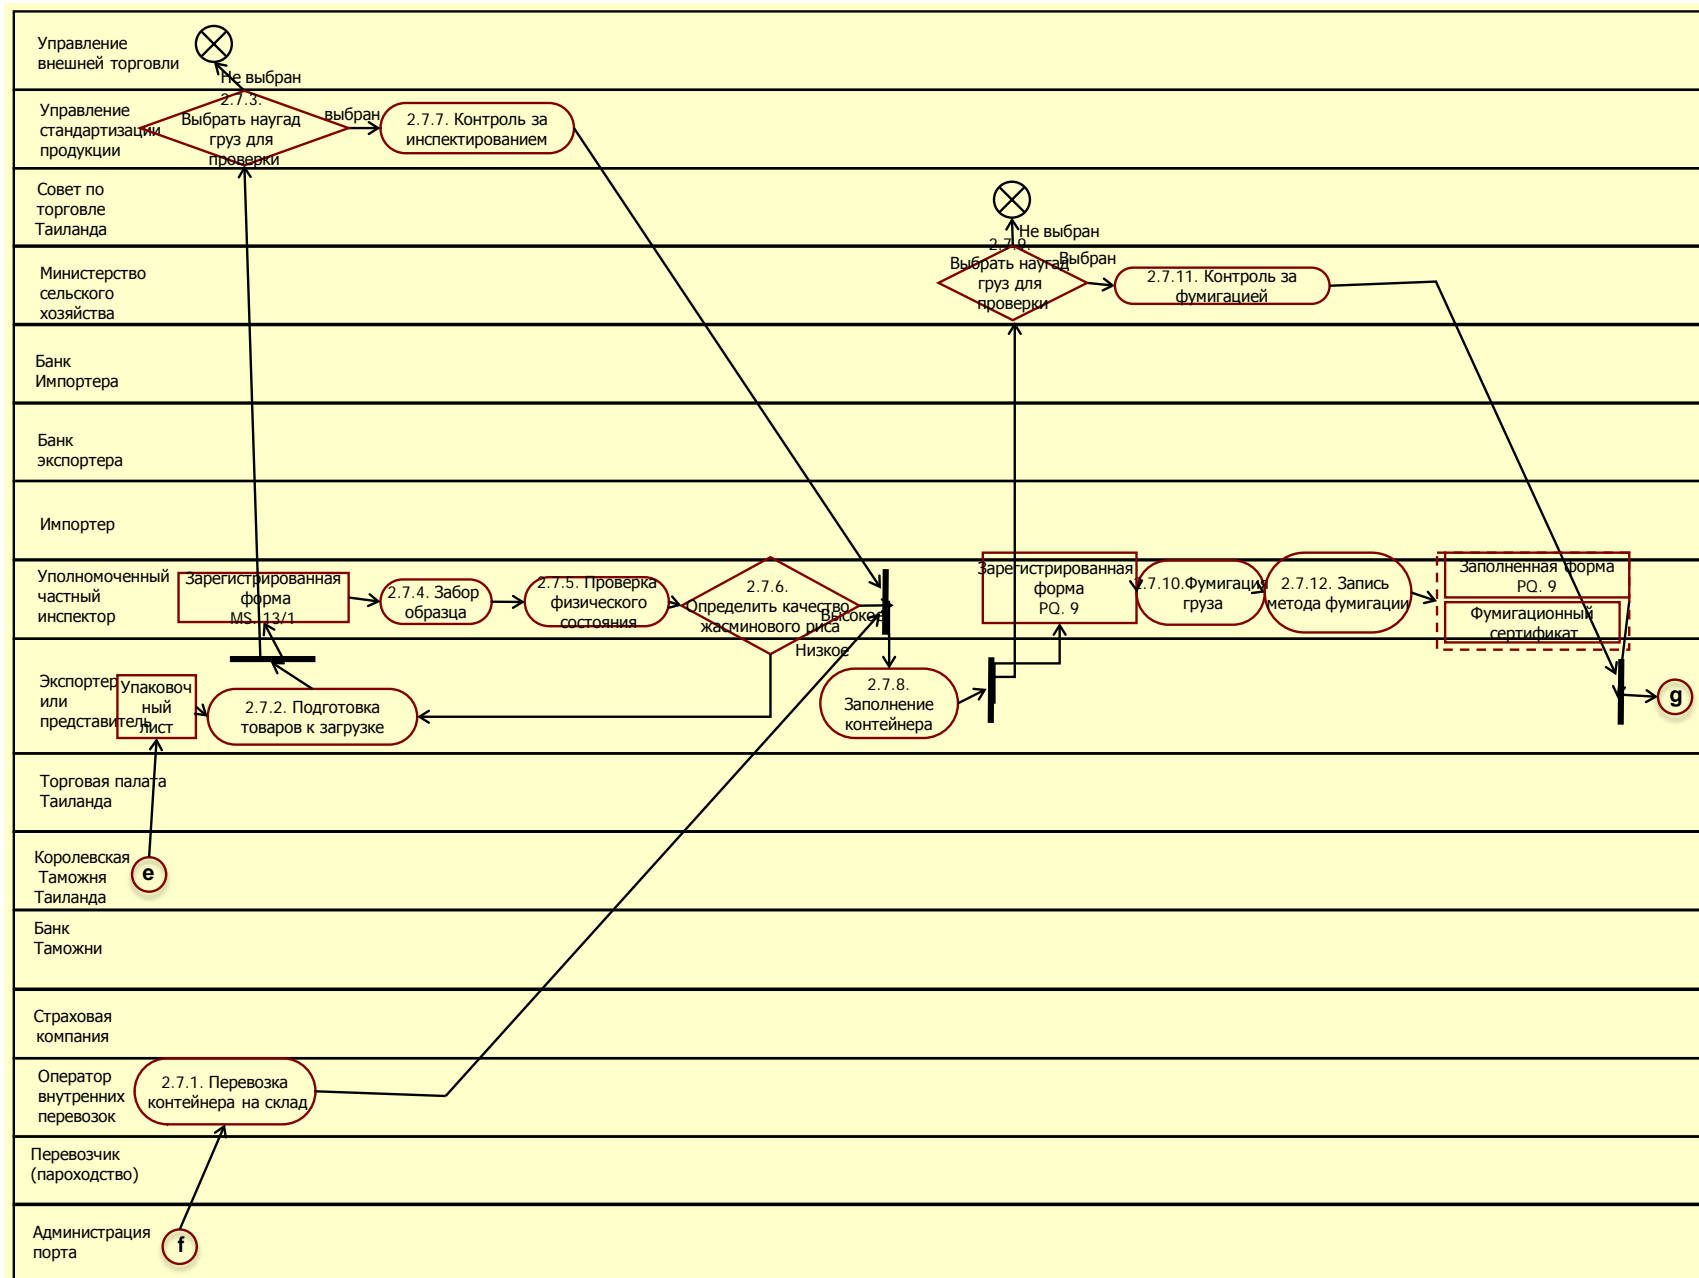 Управление
внешней торговли
Не выбран
Управление
стандартизации
продукции
2.7.3.
Выбрать наугад
груз для
проверки
выбран
2.7.7. Контроль за
инспектированием
Совет по
торговле
Таиланда
Не выбран
Министерство
сельского
хозяйства
2.7.9.
Выбрать наугад
груз для
проверки
Выбран
2.7.11. Контроль за
фумигацией
Банк
Импортера
Банк
экспортера
Импортер
Уполномоченный
частный
инспектор
Зарегистрированная
форма
MS. 13/1
2.7.4. Забор
образца
2.7.5. Проверка
физического
состояния
2.7.6.
Определить качество
жасминового риса
Высокое
Низкое
Зарегистрированная
форма
PQ. 9
2.7.10.Фумигация
груза
2.7.12. Запись
метода фумигации
Заполненная форма
PQ. 9
Фумигационный
сертификат
Экспортер
или
представитель
Упаковоч
ный
лист
2.7.2. Подготовка
товаров к загрузке
2.7.8.
Заполнение
контейнера
g
Торговая палата
Таиланда
Королевская
Таможня
Таиланда
e
Банк
Таможни
Страховая
компания
Оператор
внутренних
перевозок
2.7.1. Перевозка
контейнера на склад
Перевозчик
(пароходство)
Администрация
порта
f